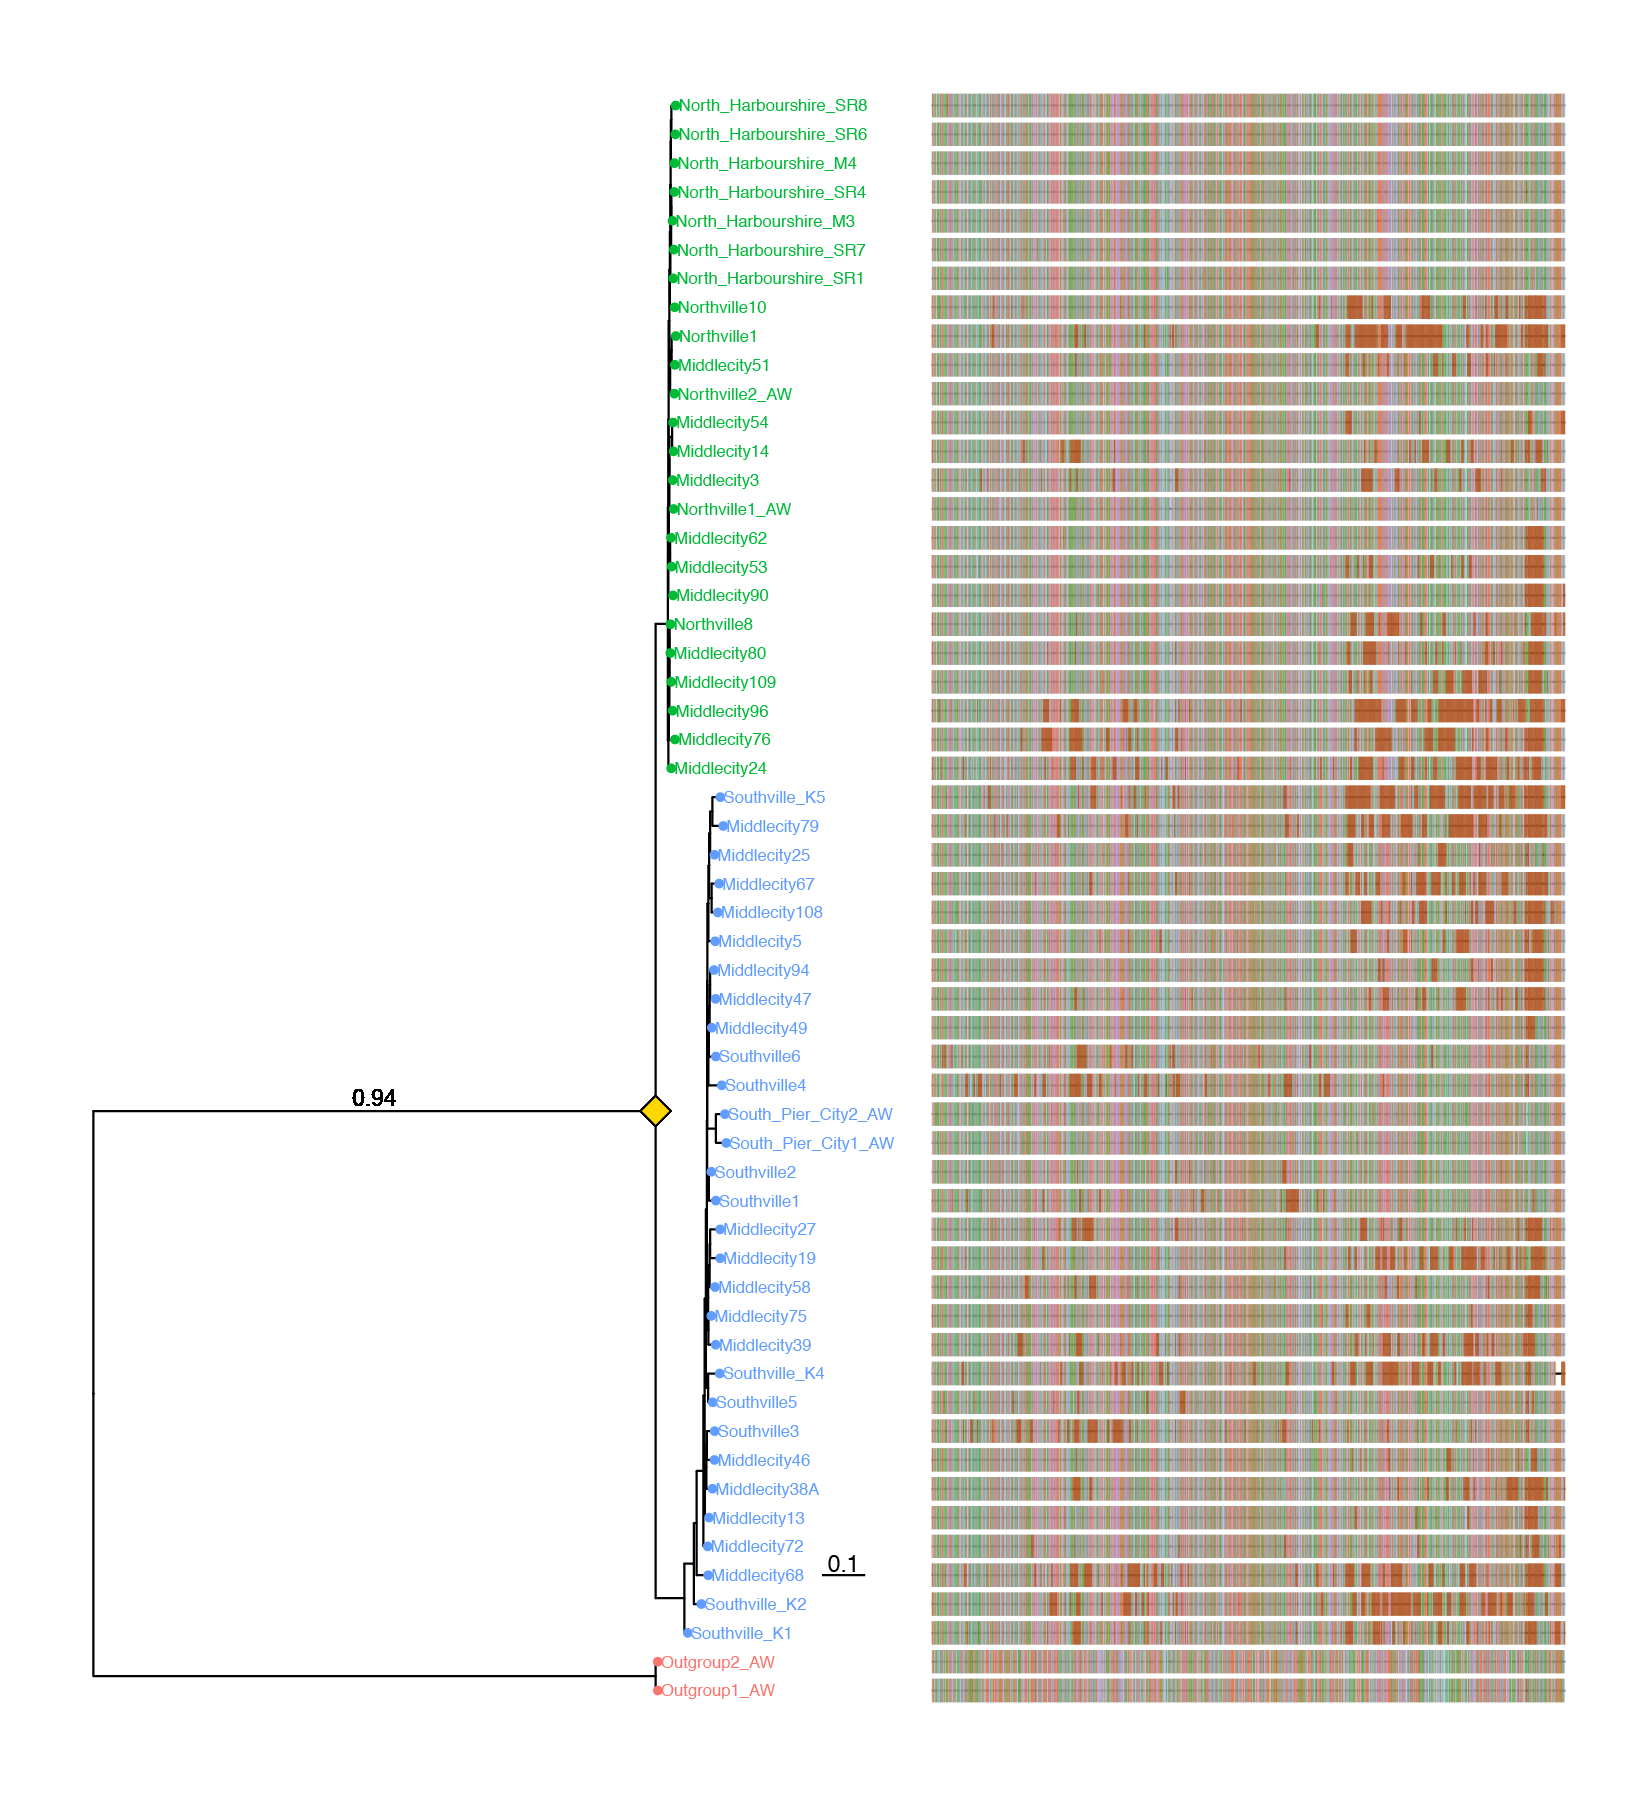 North_Harbourshire_SR8
North_Harbourshire_SR6
North_Harbourshire_M4
North_Harbourshire_SR4
North_Harbourshire_M3
North_Harbourshire_SR7
North_Harbourshire_SR1
Northville10
Northville1
Middlecity51
Northville2_AW
Middlecity54
Middlecity14
Middlecity3
Northville1_AW
Middlecity62
Middlecity53
Middlecity90
Northville8
Middlecity80
Middlecity109
Middlecity96
Middlecity76
Middlecity24
Southville_K5
Middlecity79
Middlecity25
Middlecity67
Middlecity108
Middlecity5
Middlecity94
Middlecity47
Middlecity49
Southville6
Southville4
0.94
South_Pier_City2_AW
South_Pier_City1_AW
Southville2
Southville1
Middlecity27
Middlecity19
Middlecity58
Middlecity75
Middlecity39
Southville_K4
Southville5
Southville3
Middlecity46
Middlecity38A
Middlecity13
Middlecity72
0.1
Middlecity68
Southville_K2
Southville_K1
Outgroup2_AW
Outgroup1_AW